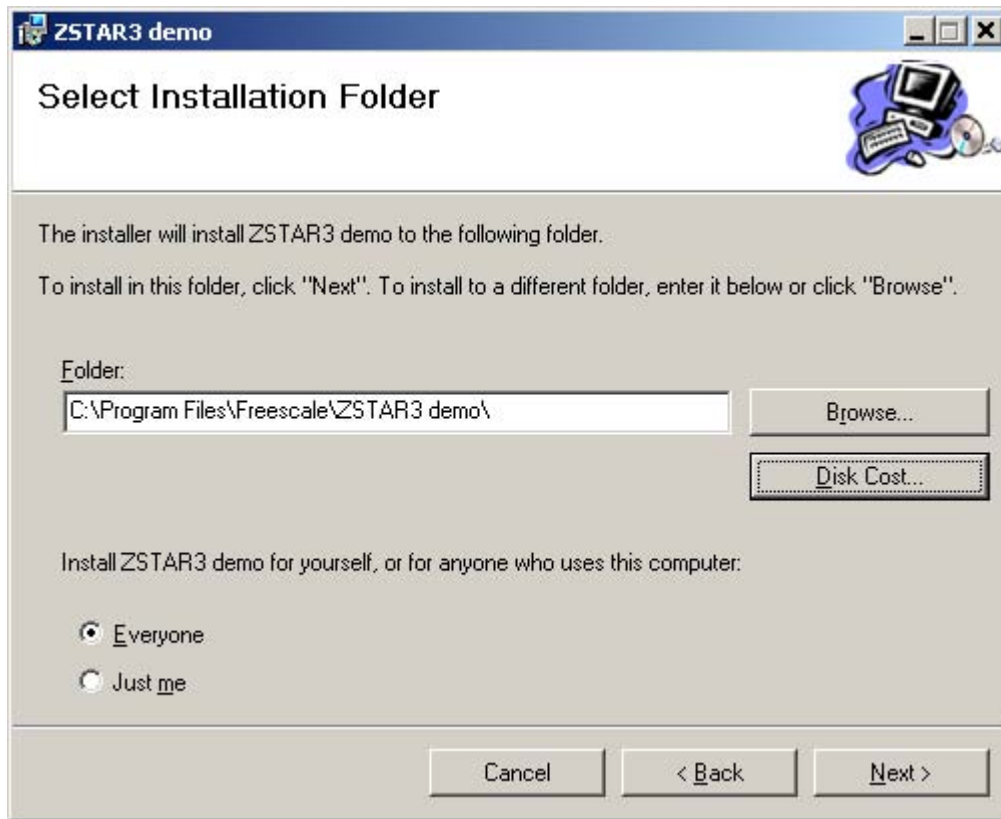 ZSTAR3 demo
Select Installation Folder
The installer will install ZSTAR3 demo to the following folder.
To install in this folder, click "Next". To install to a different folder, enter it below or click "Browse".
Folder:
C:\Program Files\Freescale\ZSTAR3 demo\
Browse...
Disk Cost...
Install ZSTAR3 demo for yourself, or for anyone who uses this computer:
Everyone
Just me
Cancel
< Back
Next >